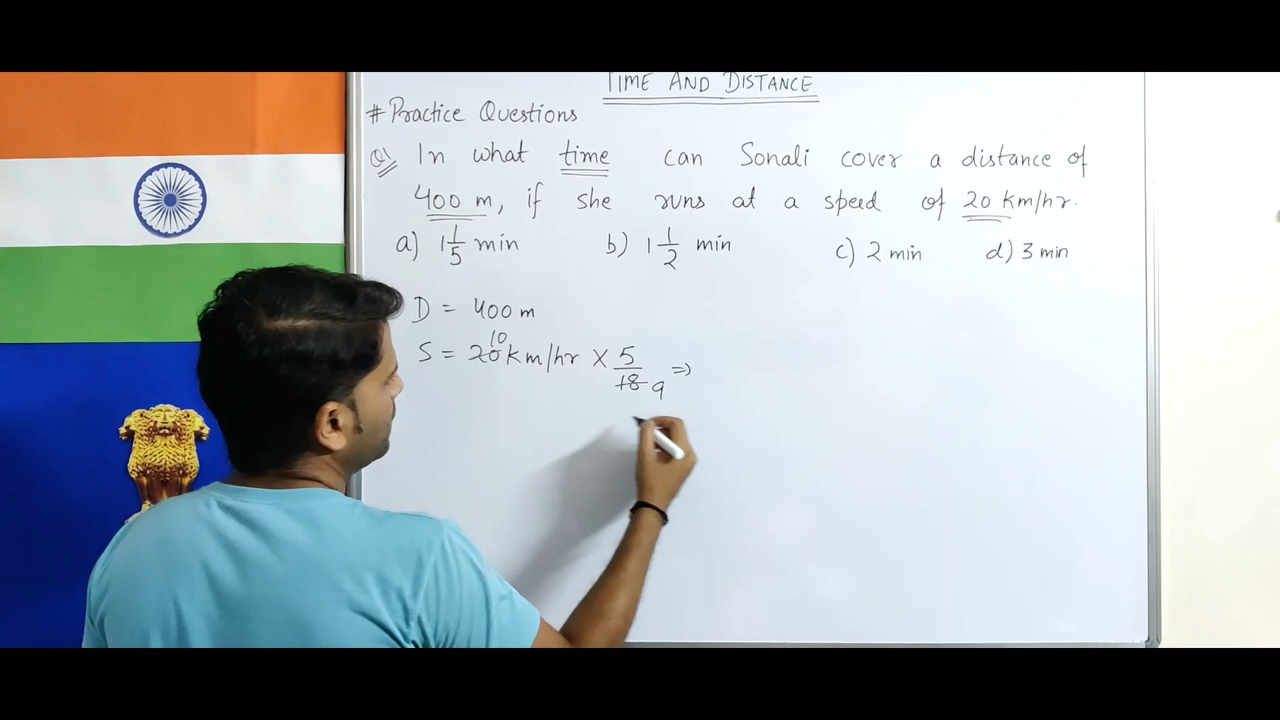 TIME AND DISTANCE
# Practice Questions.
Q1 In what time can Sonali cover a distance of
400 m, if she runs at a speed of 20 km/hr.
a) 1 1/5 min b) 1 1/2 min c) 2 min d) 3 min
D = 400 m
10
S = 20 km/hr × 5/18 9 ⇒